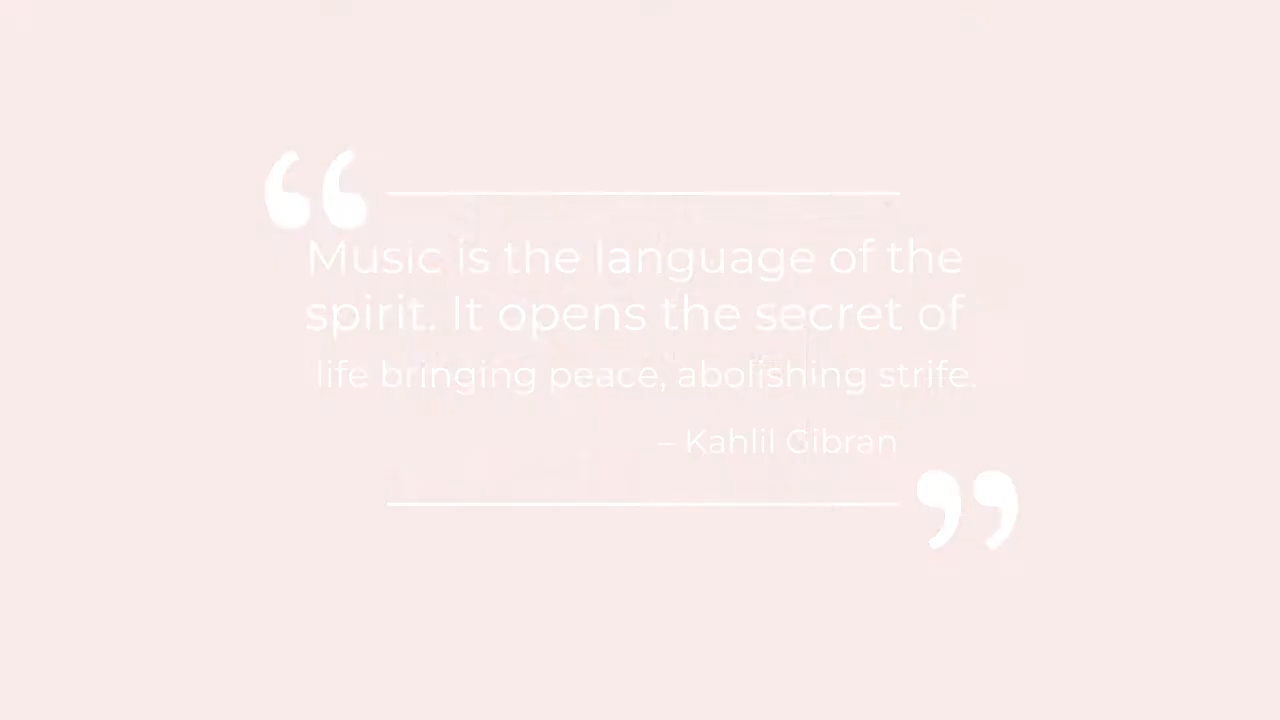 “
Music is the language of the
spirit. It opens the secret of
life bringing peace, abolishing strife.
– Kahlil Gibran
”